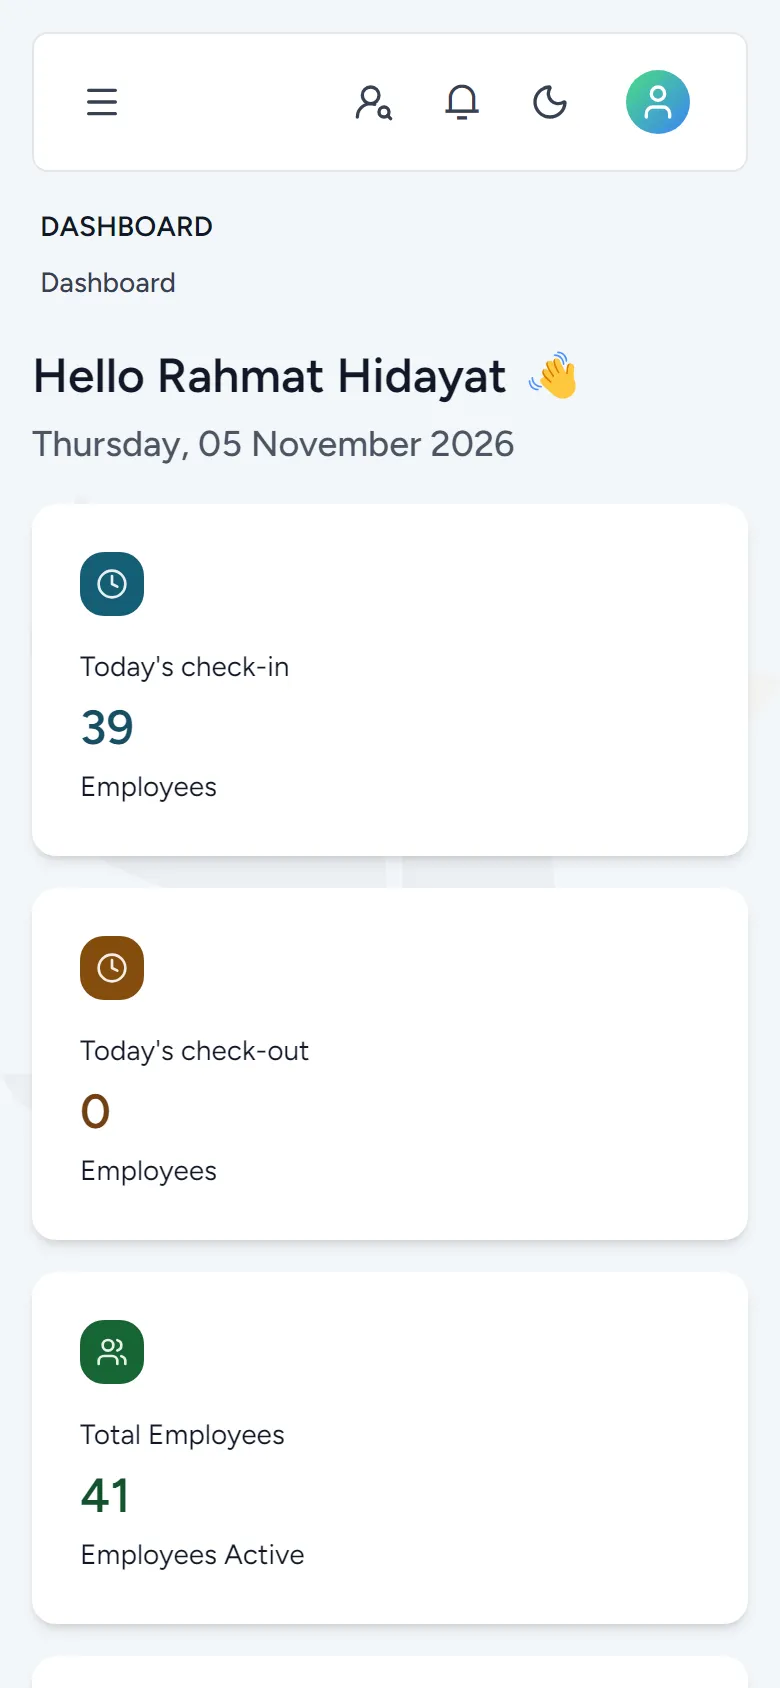 DASHBOARD
Dashboard
Hello Rahmat Hidayat 👋
Thursday, 05 November 2026
Today's check-in
39
Employees
Today's check-out
0
Employees
Total Employees
41
Employees Active